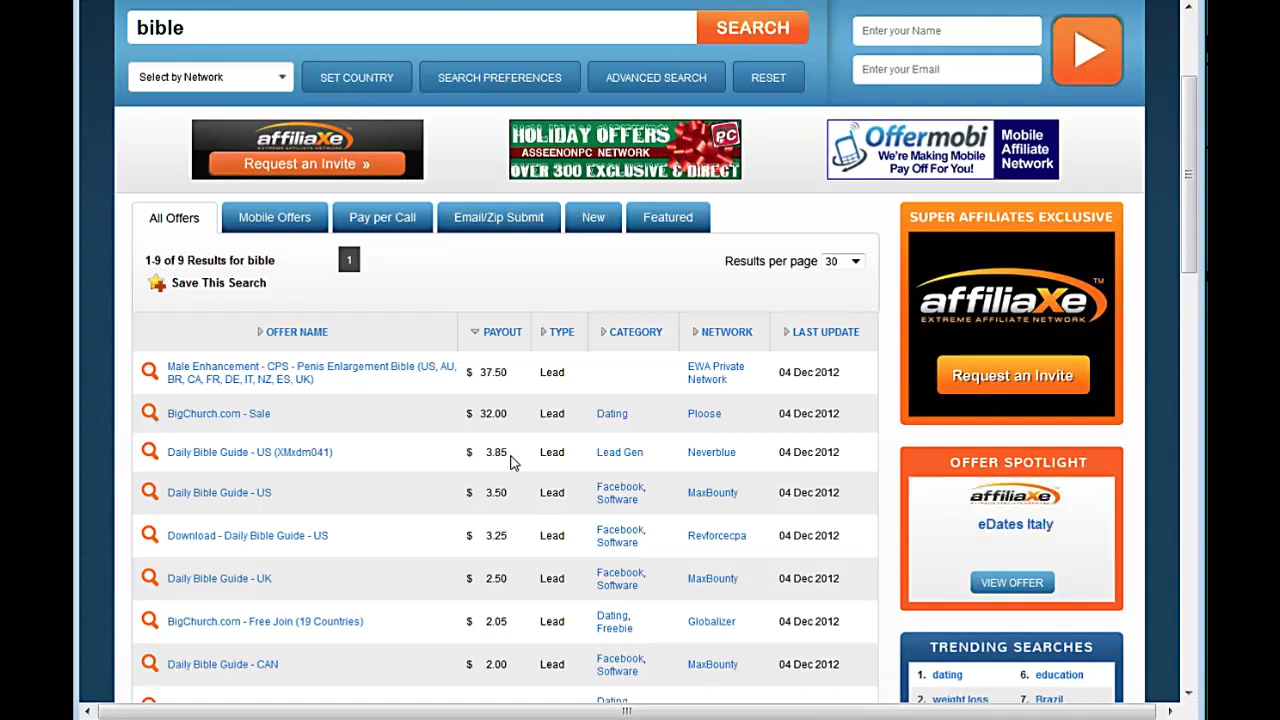 bible
SEARCH
Enter your Name
Enter your Email
Select by Network
SET COUNTRY
SEARCH PREFERENCES
ADVANCED SEARCH
RESET
affiliaXe
EXTREME AFFILIATE NETWORK
Request an Invite »
HOLIDAY OFFERS
PC
ASSEENONPC NETWORK
OVER 300 EXCLUSIVE & DIRECT
Offermobi
We're Making Mobile
Pay Off For You!
Mobile
Affiliate
Network
All Offers
Mobile Offers
Pay per Call
Email/Zip Submit
New
Featured
1-9 of 9 Results for bible
1
Results per page 30
Save This Search
OFFER NAME PAYOUT TYPE CATEGORY NETWORK LAST UPDATE
Male Enhancement - CPS - Penis Enlargement Bible (US, AU,
BR, CA, FR, DE, IT, NZ, ES, UK)
$ 37.50 Lead
EWA Private
Network
04 Dec 2012
BigChurch.com - Sale $ 32.00 Lead Dating Ploose 04 Dec 2012
Daily Bible Guide - US (XMxdm041) $ 3.85 Lead Lead Gen Neverblue 04 Dec 2012
Daily Bible Guide - US $ 3.50 Lead
Facebook,
Software
MaxBounty 04 Dec 2012
Download - Daily Bible Guide - US $ 3.25 Lead
Facebook,
Software
Revforcecpa 04 Dec 2012
Daily Bible Guide - UK $ 2.50 Lead
Facebook,
Software
MaxBounty 04 Dec 2012
BigChurch.com - Free Join (19 Countries) $ 2.05 Lead
Dating,
Freebie
Globalizer 04 Dec 2012
Daily Bible Guide - CAN $ 2.00 Lead
Facebook,
Software
MaxBounty 04 Dec 2012
Dating,
SUPER AFFILIATES EXCLUSIVE
affiliaXe™
EXTREME AFFILIATE NETWORK
Request an Invite
OFFER SPOTLIGHT
affiliaXe
eDates Italy
VIEW OFFER
TRENDING SEARCHES
1. dating 6. education
2. weight loss 7. Brazil